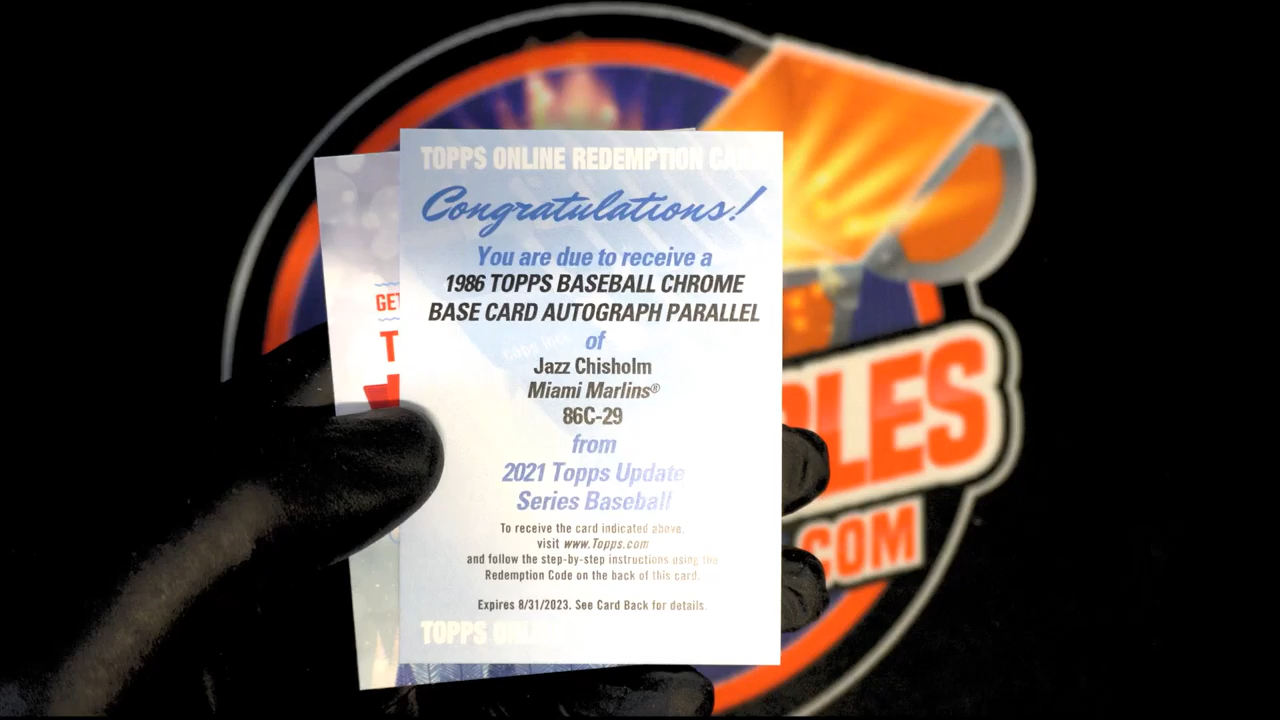 TOPPS ONLINE REDEMPTION CARD
Congratulations!
You are due to receive a
1986 TOPPS BASEBALL CHROME
BASE CARD AUTOGRAPH PARALLEL
of
Jazz Chisholm
Miami Marlins®
86C-29
from
2021 Topps Update
Series Baseball
To receive the card indicated above,
visit www.Topps.com
and follow the step-by-step instructions using the
Redemption Code on the back of this card.
Expires 8/31/2023. See Card Back for details.
TOPPS
GET
T
LES
.COM